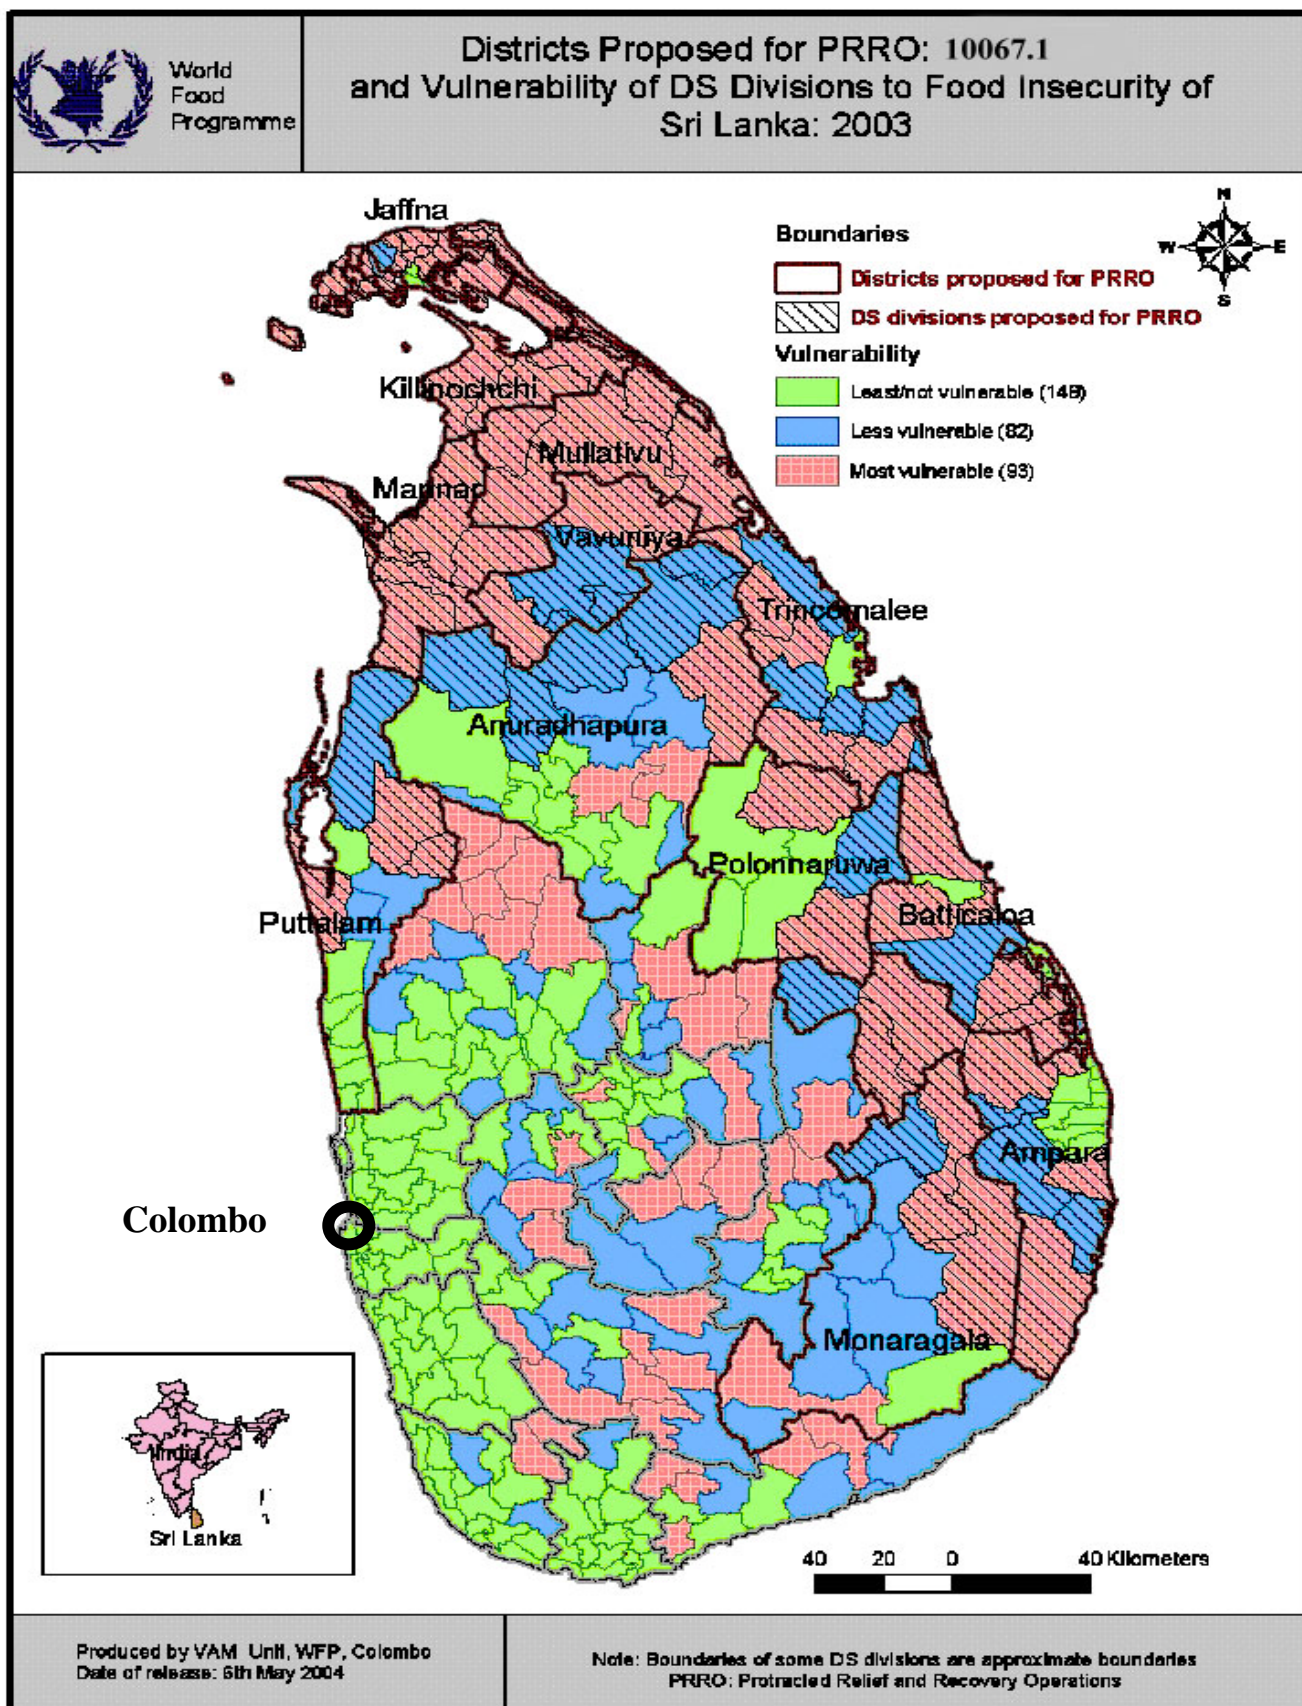 World
Food
Programme
Districts Proposed for PRRO: 10067.1
and Vulnerability of DS Divisions to Food Insecurity of
Sri Lanka: 2003
Jaffna
N
W
E
S
Boundaries
Districts proposed for PRRO
DS divisions proposed for PRRO
Vulnerability
Least/not vulnerable (149)
Less vulnerable (82)
Most vulnerable (93)
Killinochchi
Mullativu
Mannar
Vavuniya
Trincomalee
Anuradhapura
Polonnaruwa
Batticaloa
Puttalam
Ampara
Colombo
Monaragala
India
Sri Lanka
40 20 0 40 Kilometers
Produced by VAM Unit, WFP, Colombo
Date of release: 6th May 2004
Note: Boundaries of some DS divisions are approximate boundaries
PRRO: Protracted Relief and Recovery Operations